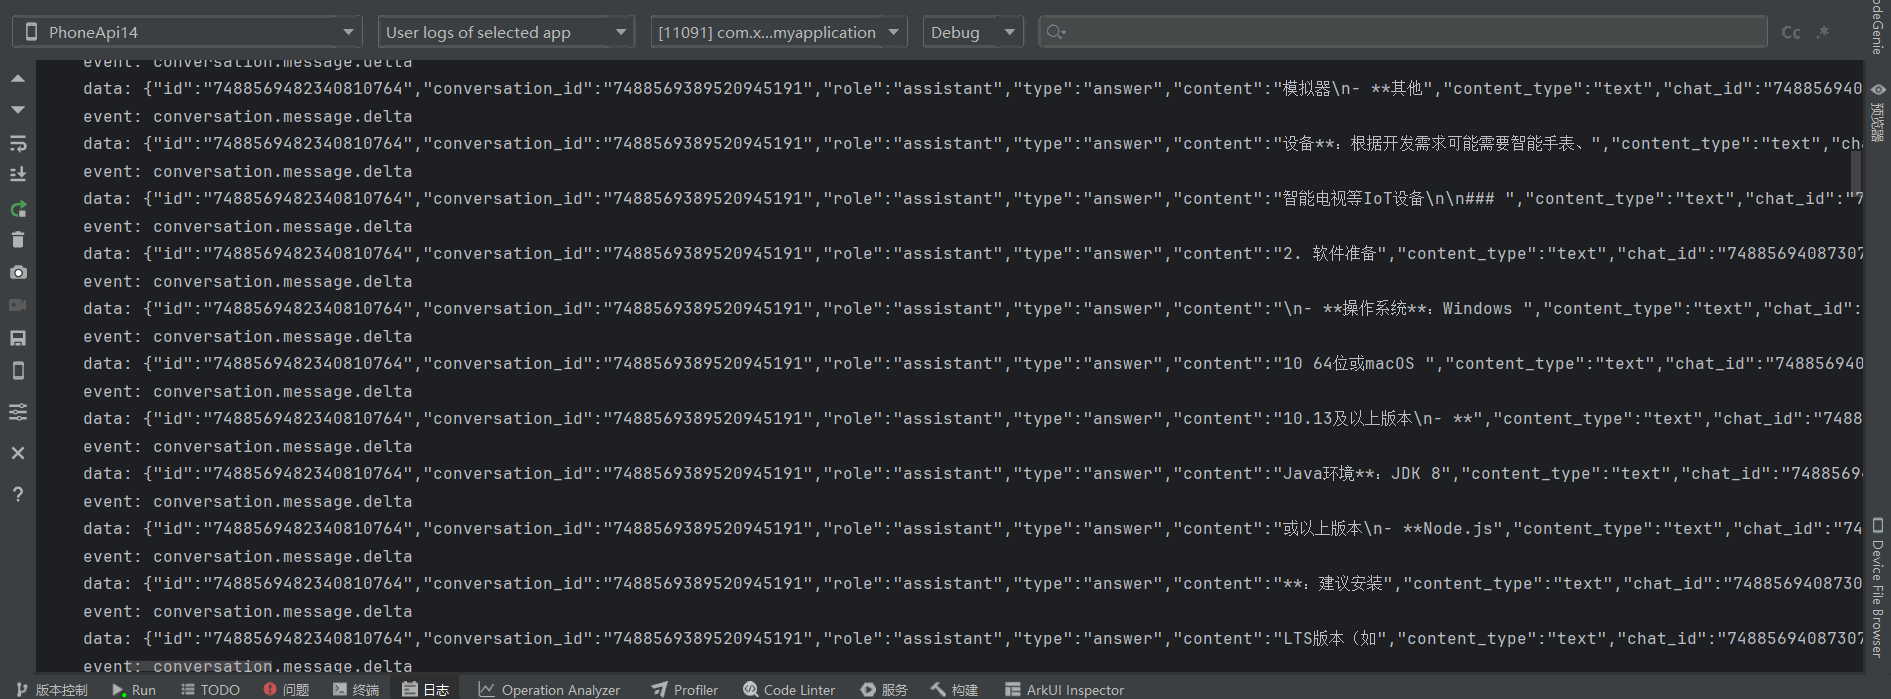 PhoneApi14 User logs of selected app [11091] com.x...myapplication Debug Cc .*
event: conversation.message.delta
data: {"id":"7488569482340810764","conversation_id":"7488569389520945191","role":"assistant","type":"answer","content":"模拟器\n- **其他","content_type":"text","chat_id":"748856940
event: conversation.message.delta
data: {"id":"7488569482340810764","conversation_id":"7488569389520945191","role":"assistant","type":"answer","content":"设备**：根据开发需求可能需要智能手表、","content_type":"text","ch
event: conversation.message.delta
data: {"id":"7488569482340810764","conversation_id":"7488569389520945191","role":"assistant","type":"answer","content":"智能电视等IoT设备\n\n### ","content_type":"text","chat_id":"7
event: conversation.message.delta
data: {"id":"7488569482340810764","conversation_id":"7488569389520945191","role":"assistant","type":"answer","content":"2. 软件准备","content_type":"text","chat_id":"74885694087307
event: conversation.message.delta
data: {"id":"7488569482340810764","conversation_id":"7488569389520945191","role":"assistant","type":"answer","content":"\n- **操作系统**：Windows ","content_type":"text","chat_id":
event: conversation.message.delta
data: {"id":"7488569482340810764","conversation_id":"7488569389520945191","role":"assistant","type":"answer","content":"10 64位或macOS ","content_type":"text","chat_id":"748856940
event: conversation.message.delta
data: {"id":"7488569482340810764","conversation_id":"7488569389520945191","role":"assistant","type":"answer","content":"10.13及以上版本\n- **","content_type":"text","chat_id":"7488
event: conversation.message.delta
data: {"id":"7488569482340810764","conversation_id":"7488569389520945191","role":"assistant","type":"answer","content":"Java环境**：JDK 8","content_type":"text","chat_id":"74885694
event: conversation.message.delta
data: {"id":"7488569482340810764","conversation_id":"7488569389520945191","role":"assistant","type":"answer","content":"或以上版本\n- **Node.js","content_type":"text","chat_id":"74
event: conversation.message.delta
data: {"id":"7488569482340810764","conversation_id":"7488569389520945191","role":"assistant","type":"answer","content":"**：建议安装","content_type":"text","chat_id":"7488569408730
event: conversation.message.delta
data: {"id":"7488569482340810764","conversation_id":"7488569389520945191","role":"assistant","type":"answer","content":"LTS版本（如","content_type":"text","chat_id":"74885694087307
event: conversation.message.delta
版本控制 Run TODO 问题 终端 日志 Operation Analyzer Profiler Code Linter 服务 构建 ArkUI Inspector
odeGenie
预览器
Device File Browser